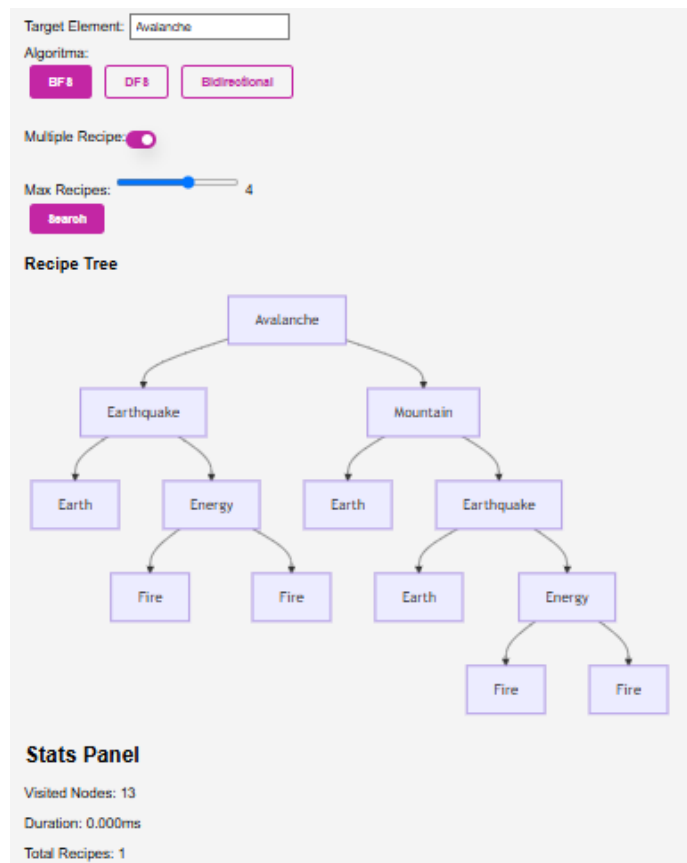 Target Element: Avalanche
Algoritma:
BFS DFS Bidirectional
Multiple Recipe:
Max Recipes: 4
Search
Recipe Tree
Avalanche
Earthquake Mountain
Earth Energy Earth Earthquake
Fire Fire Earth Energy
Fire Fire
Stats Panel
Visited Nodes: 13
Duration: 0.000ms
Total Recipes: 1